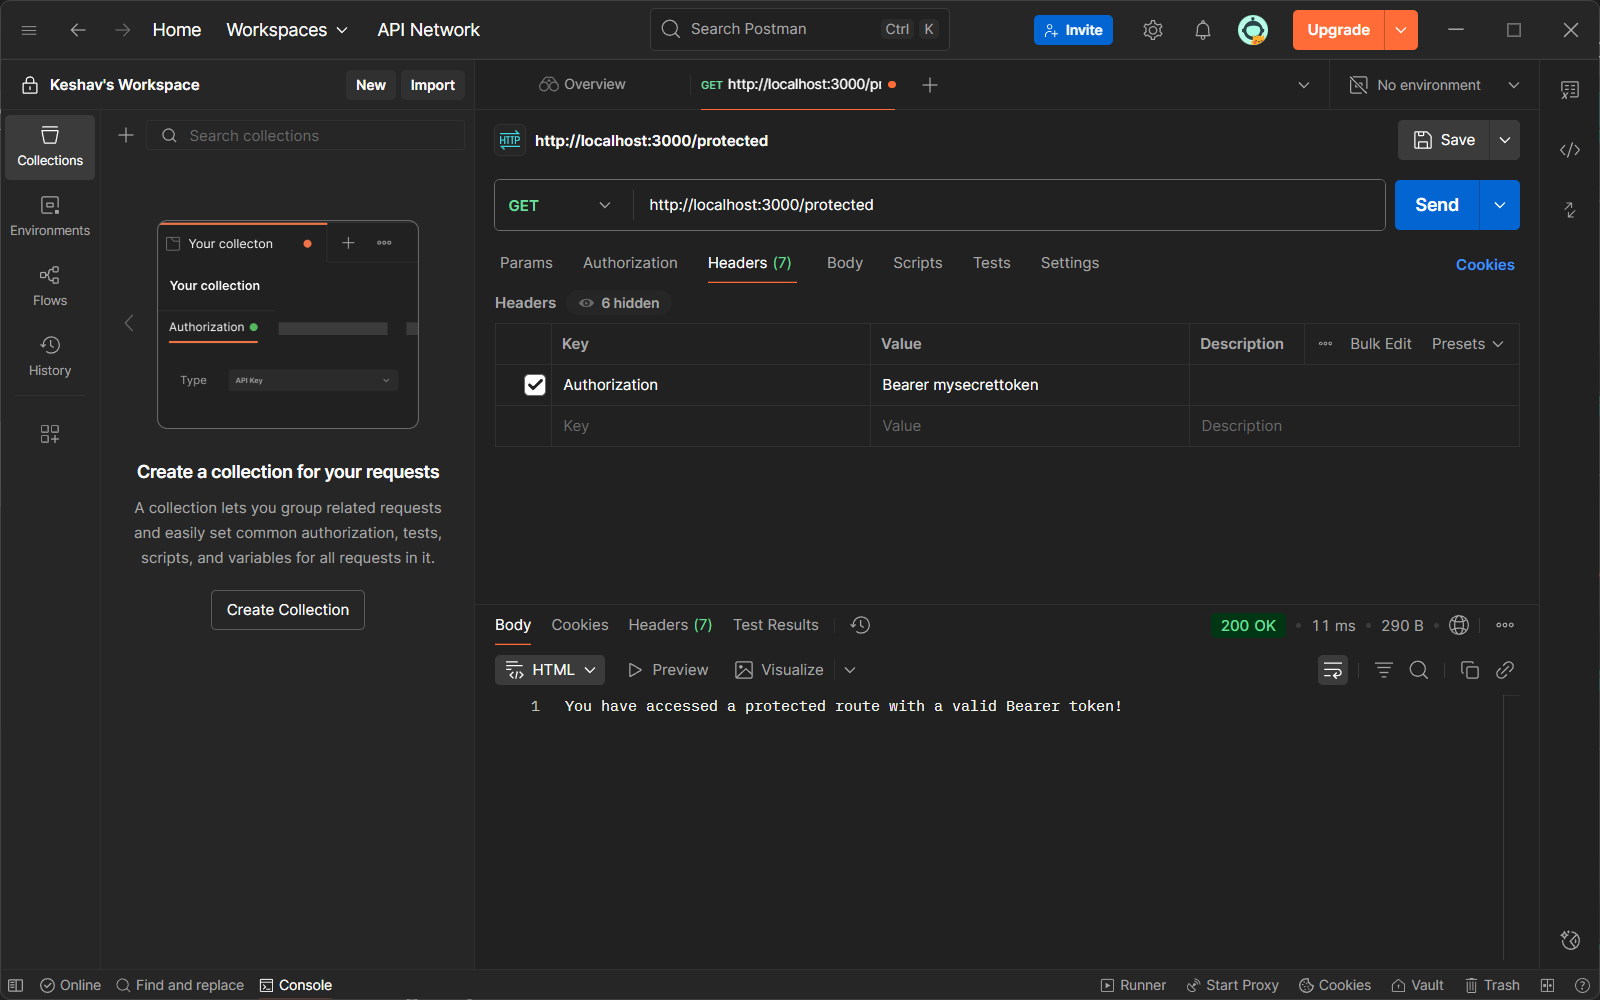 Home Workspaces API Network Search Postman Ctrl K Invite Upgrade
Keshav's Workspace New Import Overview GET http://localhost:3000/pr No environment
Collections
Environments
Flows
History
Search collections
Your collecton
Your collection
Authorization
Type API Key
Create a collection for your requests
A collection lets you group related requests
and easily set common authorization, tests,
scripts, and variables for all requests in it.
Create Collection
HTTP http://localhost:3000/protected Save
GET http://localhost:3000/protected Send
Params Authorization Headers (7) Body Scripts Tests Settings Cookies
Headers 6 hidden
Key Value Description Bulk Edit Presets
Authorization Bearer mysecrettoken
Key Value Description
Body Cookies Headers (7) Test Results 200 OK 11 ms 290 B
HTML Preview Visualize
1 You have accessed a protected route with a valid Bearer token!
Online Find and replace Console Runner Start Proxy Cookies Vault Trash